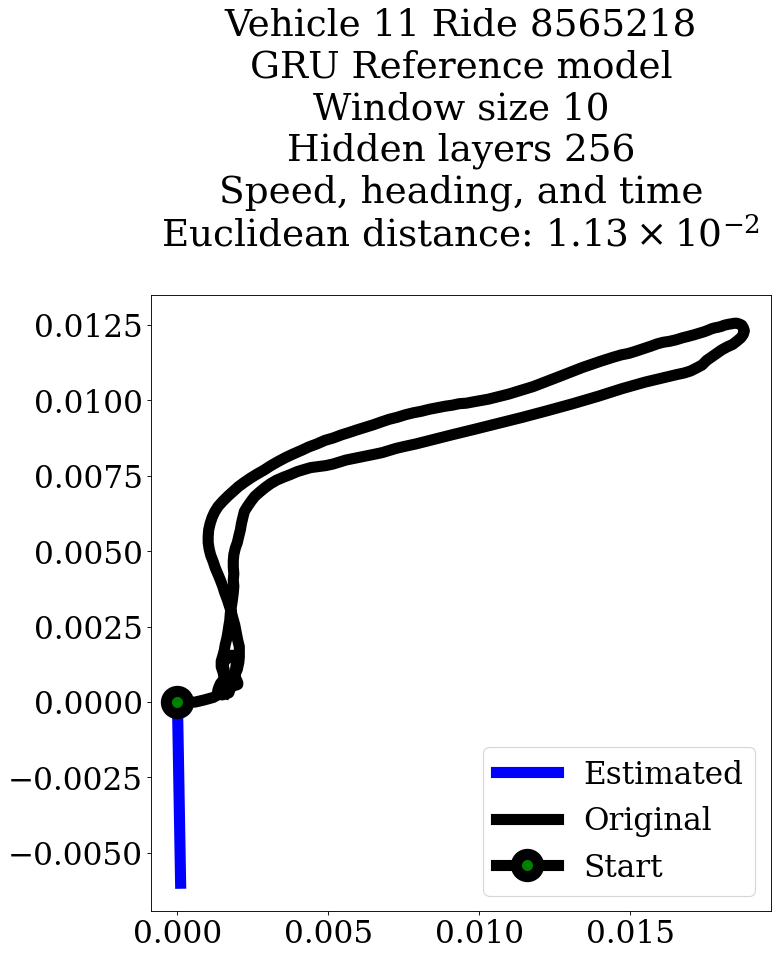 Vehicle 11 Ride 8565218
GRU Reference model
Window size 10
Hidden layers 256
Speed, heading, and time
Euclidean distance: 1.13 × 10⁻²
0.0125
0.0100
0.0075
0.0050
0.0025
0.0000
−0.0025
−0.0050
Estimated
Original
Start
0.000 0.005 0.010 0.015